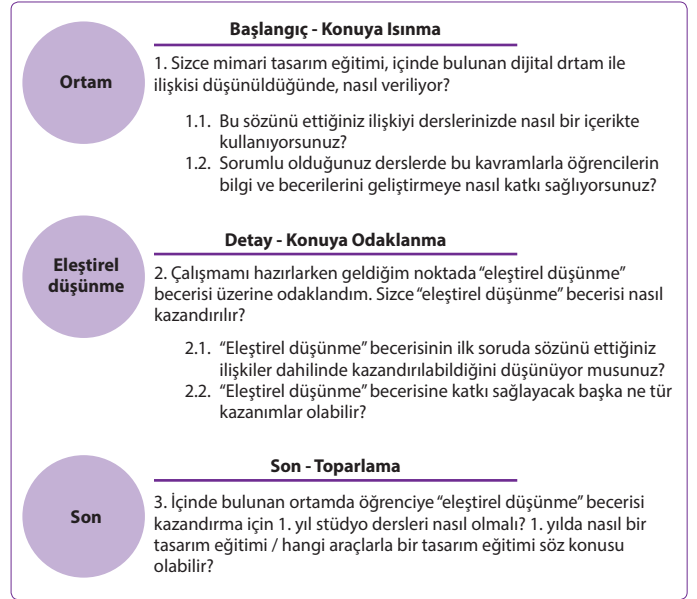 Başlangıç - Konuya Isınma
Ortam
1. Sizce mimari tasarım eğitimi, içinde bulunan dijital drtam ile
ilişkisi düşünüldüğünde, nasıl veriliyor?
1.1. Bu sözünü ettiğiniz ilişkiyi derslerinizde nasıl bir içerikte
kullanıyorsunuz?
1.2. Sorumlu olduğunuz derslerde bu kavramlarla öğrencilerin
bilgi ve becerilerini geliştirmeye nasıl katkı sağlıyorsunuz?
Detay - Konuya Odaklanma
Eleştirel
düşünme
2. Çalışmamı hazırlarken geldiğim noktada “eleştirel düşünme”
becerisi üzerine odaklandım. Sizce “eleştirel düşünme” becerisi nasıl
kazandırılır?
2.1. “Eleştirel düşünme” becerisinin ilk soruda sözünü ettiğiniz
ilişkiler dahilinde kazandırılabildiğini düşünüyor musunuz?
2.2. “Eleştirel düşünme” becerisine katkı sağlayacak başka ne tür
kazanımlar olabilir?
Son - Toparlama
Son
3. İçinde bulunan ortamda öğrenciye “eleştirel düşünme” becerisi
kazandırma için 1. yıl stüdyo dersleri nasıl olmalı? 1. yılda nasıl bir
tasarım eğitimi / hangi araçlarla bir tasarım eğitimi söz konusu
olabilir?